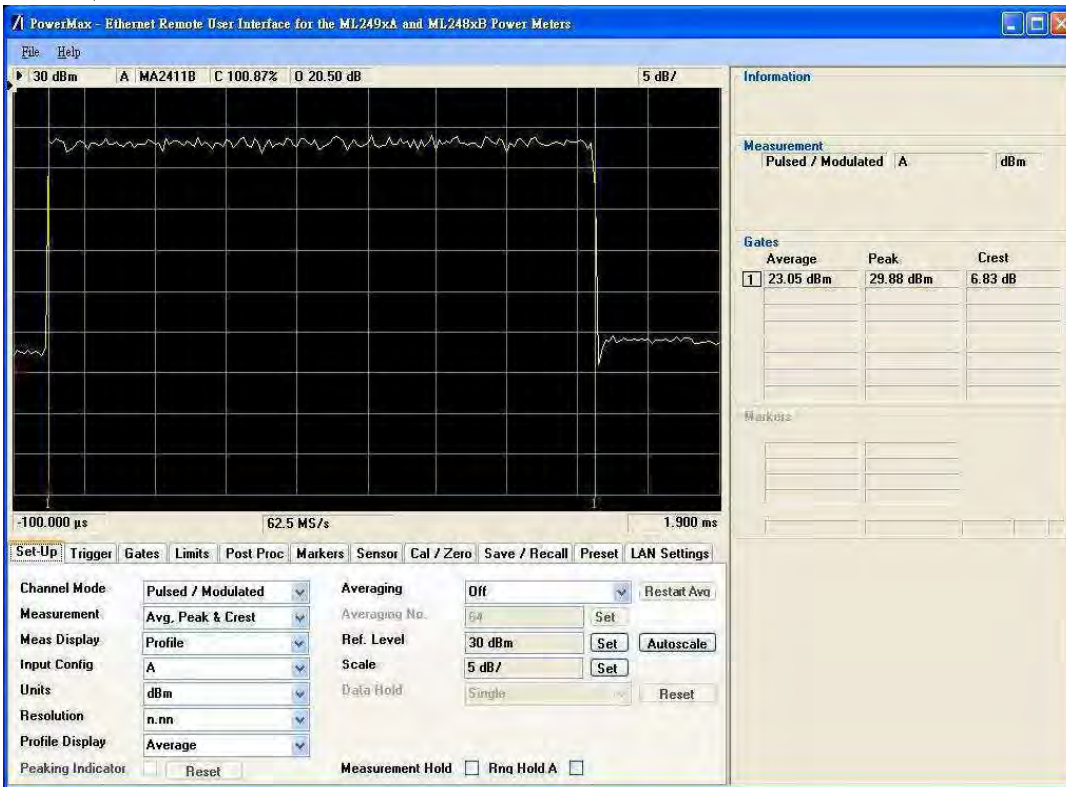 PowerMax - Ethernet Remote User Interface for the ML249xA and ML248xB Power Meters
File Help
30 dBm A MA2411B C 100.87% O 20.50 dB 5 dB/
-100.000 µs 62.5 MS/s 1.900 ms
Information
Measurement
Pulsed / Modulated A dBm
Gates
Average Peak Crest
1 23.05 dBm 29.88 dBm 6.83 dB
Markers
1 1'
Set-Up Trigger Gates Limits Post Proc Markers Sensor Cal / Zero Save / Recall Preset LAN Settings
Channel Mode Pulsed / Modulated Averaging Off Restart Avg
Measurement Avg, Peak & Crest Averaging No. 64 Set
Meas Display Profile Ref. Level 30 dBm Set Autoscale
Input Config A Scale 5 dB/ Set
Units dBm Data Hold Single Reset
Resolution n.nn
Profile Display Average
Peaking Indicator Reset Measurement Hold Rng Hold A